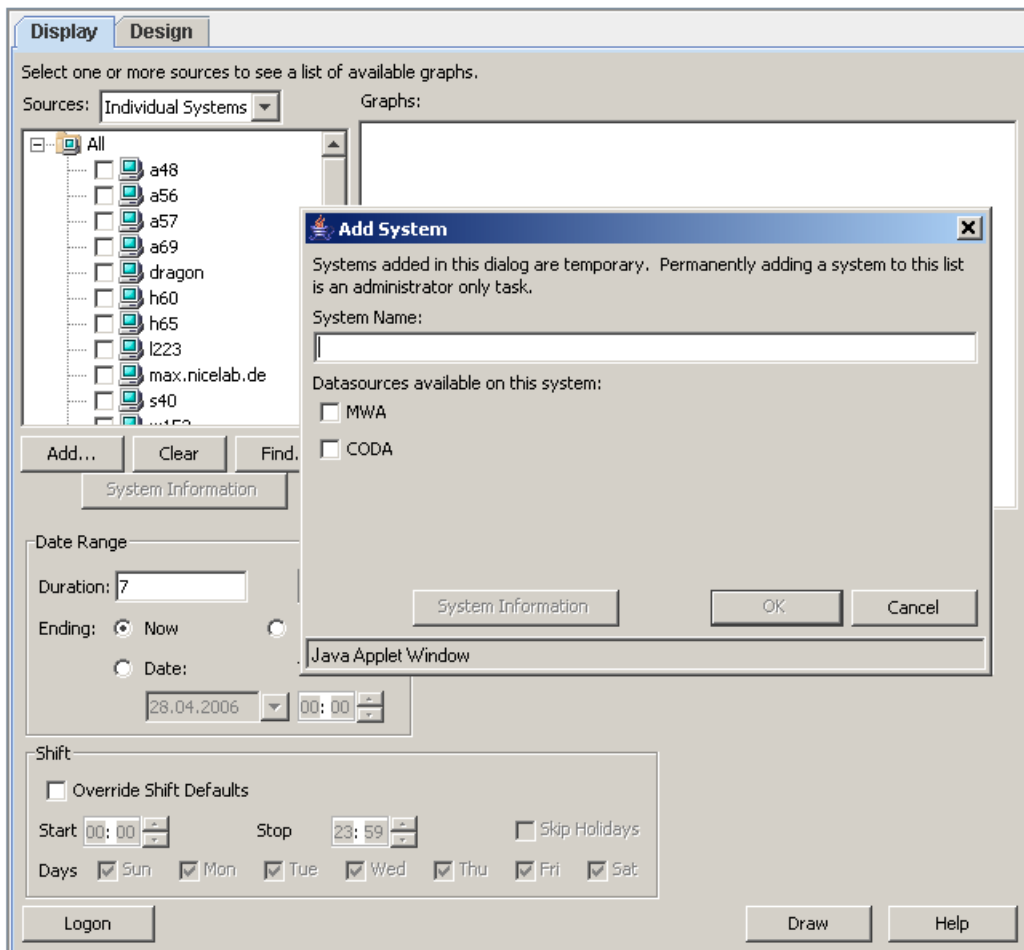 Display Design
Select one or more sources to see a list of available graphs.
Sources: Individual Systems Graphs:
All
a48
a56
a57
a69
dragon
h60
h65
l223
max.nicelab.de
s40
Add... Clear Find.
System Information
Add System
Systems added in this dialog are temporary. Permanently adding a system to this list
is an administrator only task.
System Name:
Datasources available on this system:
MWA
CODA
System Information OK Cancel
Java Applet Window
Date Range
Duration: 7
Ending: Now
Date:
28.04.2006 00: 00
Shift
Override Shift Defaults
Start 00: 00 Stop 23: 59 Skip Holidays
Days Sun Mon Tue Wed Thu Fri Sat
Logon Draw Help